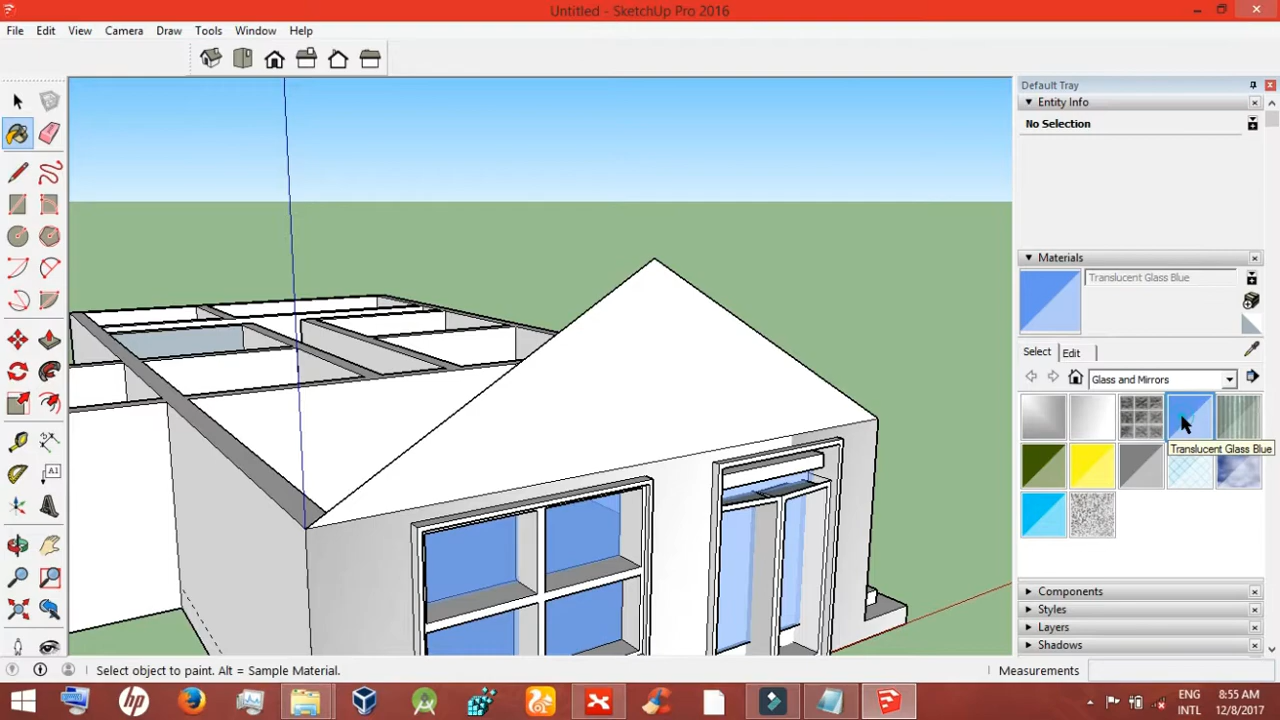 Untitled - SketchUp Pro 2016
File Edit View Camera Draw Tools Window Help
Default Tray
Entity Info
No Selection
Materials
Translucent Glass Blue
Select Edit
Glass and Mirrors
Translucent Glass Blue
Components
Styles
Layers
Shadows
Select object to paint. Alt = Sample Material.
Measurements
ENG 8:55 AM
INTL 12/8/2017